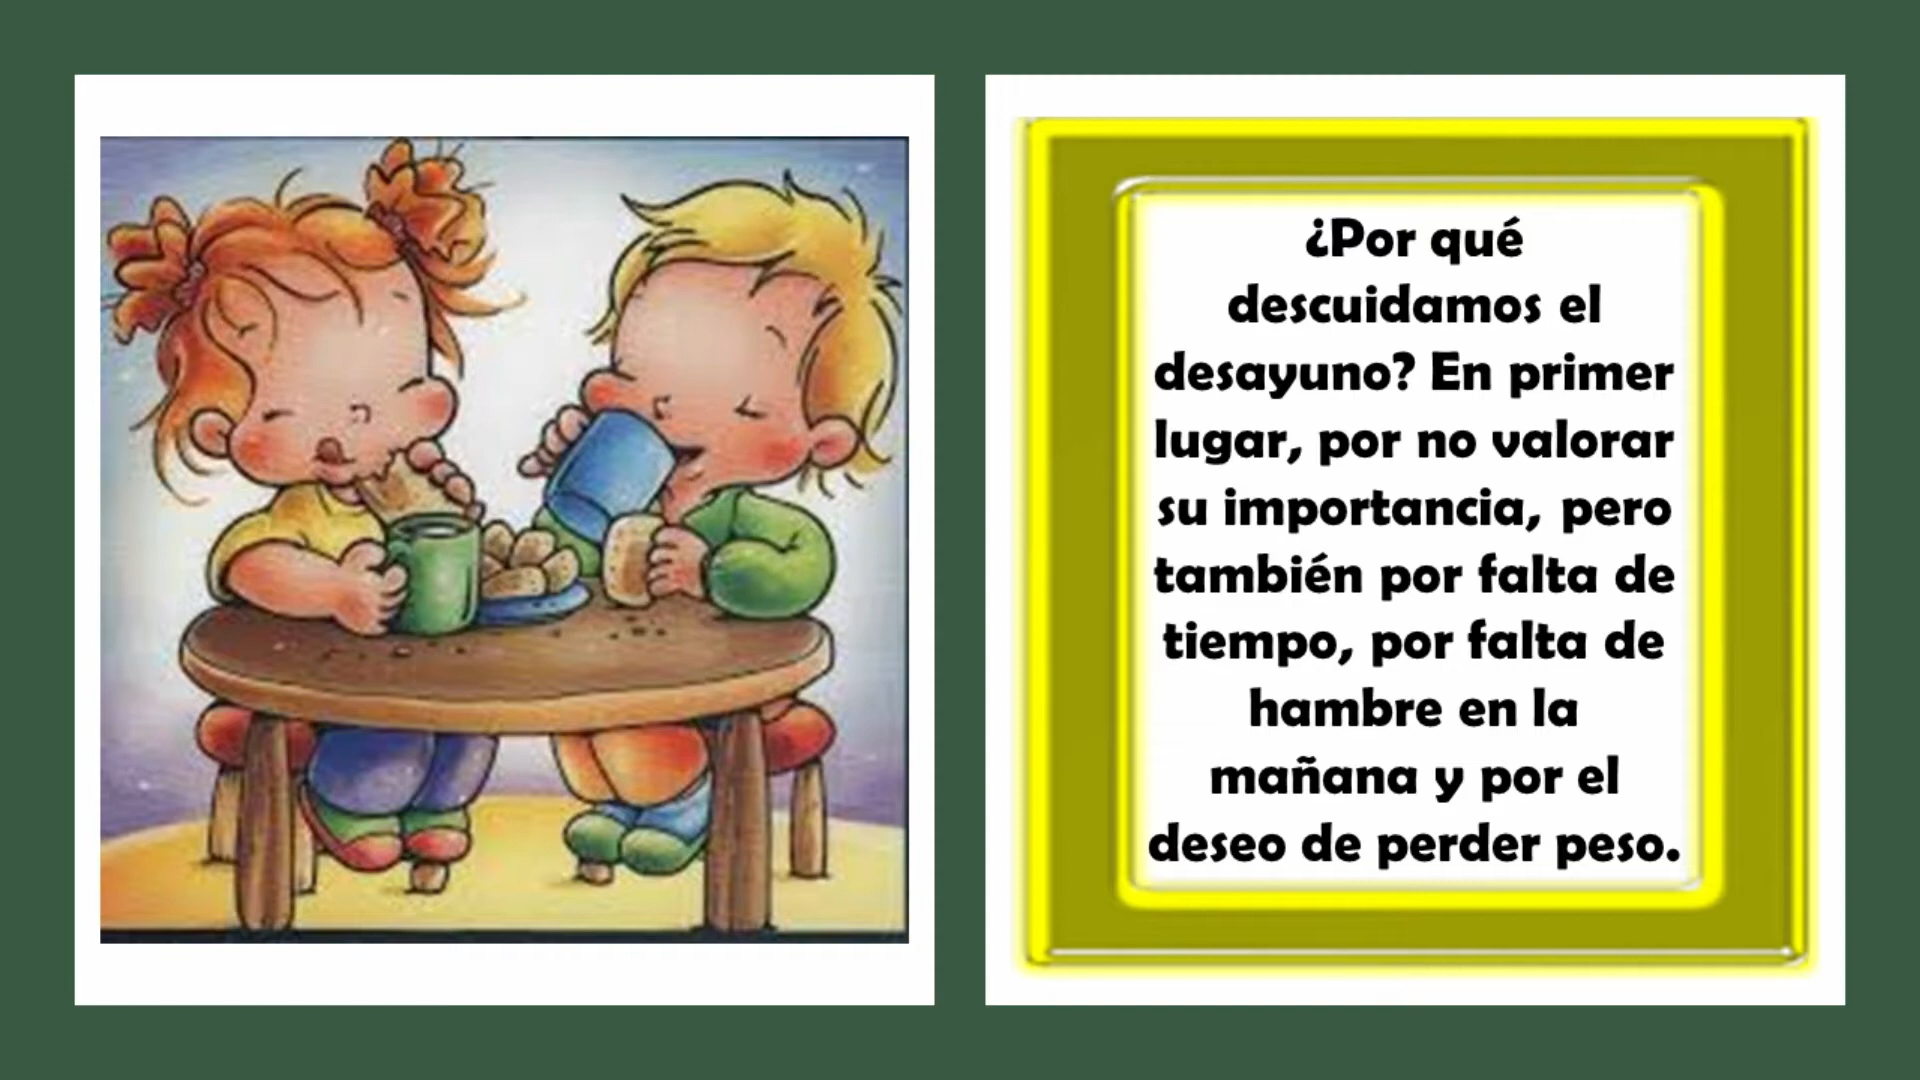 ¿Por qué
descuidamos el
desayuno? En primer
lugar, por no valorar
su importancia, pero
también por falta de
tiempo, por falta de
hambre en la
mañana y por el
deseo de perder peso.